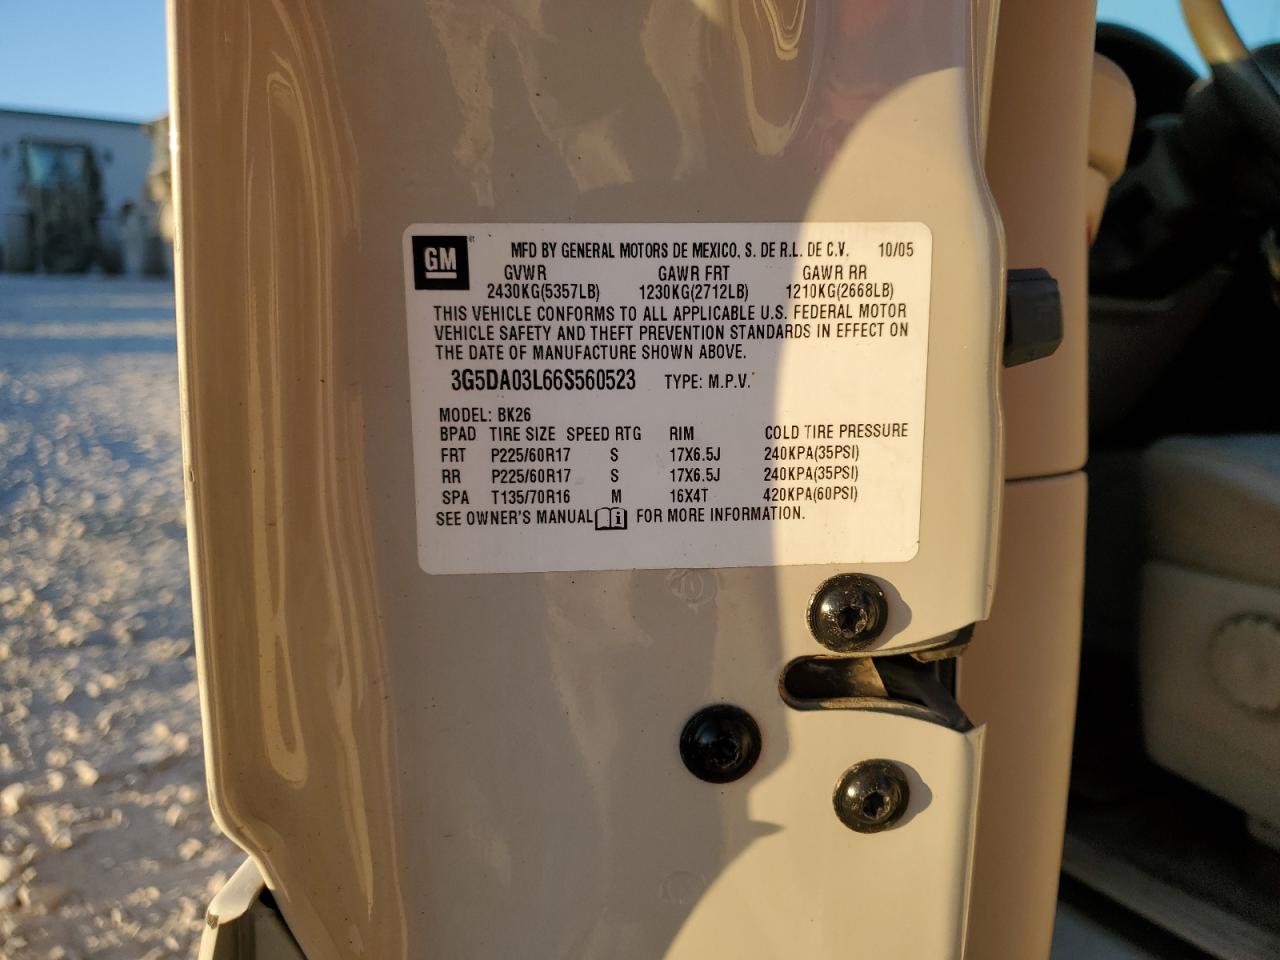 GM MFD BY GENERAL MOTORS DE MEXICO, S. DE R.L. DE C.V. 10/05
GVWR GAWR FRT GAWR RR
2430KG(5357LB) 1230KG(2712LB) 1210KG(2668LB)
THIS VEHICLE CONFORMS TO ALL APPLICABLE U.S. FEDERAL MOTOR
VEHICLE SAFETY AND THEFT PREVENTION STANDARDS IN EFFECT ON
THE DATE OF MANUFACTURE SHOWN ABOVE.
3G5DA03L66S560523 TYPE: M.P.V.
MODEL: BK26
BPAD TIRE SIZE SPEED RTG RIM COLD TIRE PRESSURE
FRT P225/60R17 S 17X6.5J 240KPA(35PSI)
RR P225/60R17 S 17X6.5J 240KPA(35PSI)
SPA T135/70R16 M 16X4T 420KPA(60PSI)
SEE OWNER'S MANUAL i FOR MORE INFORMATION.